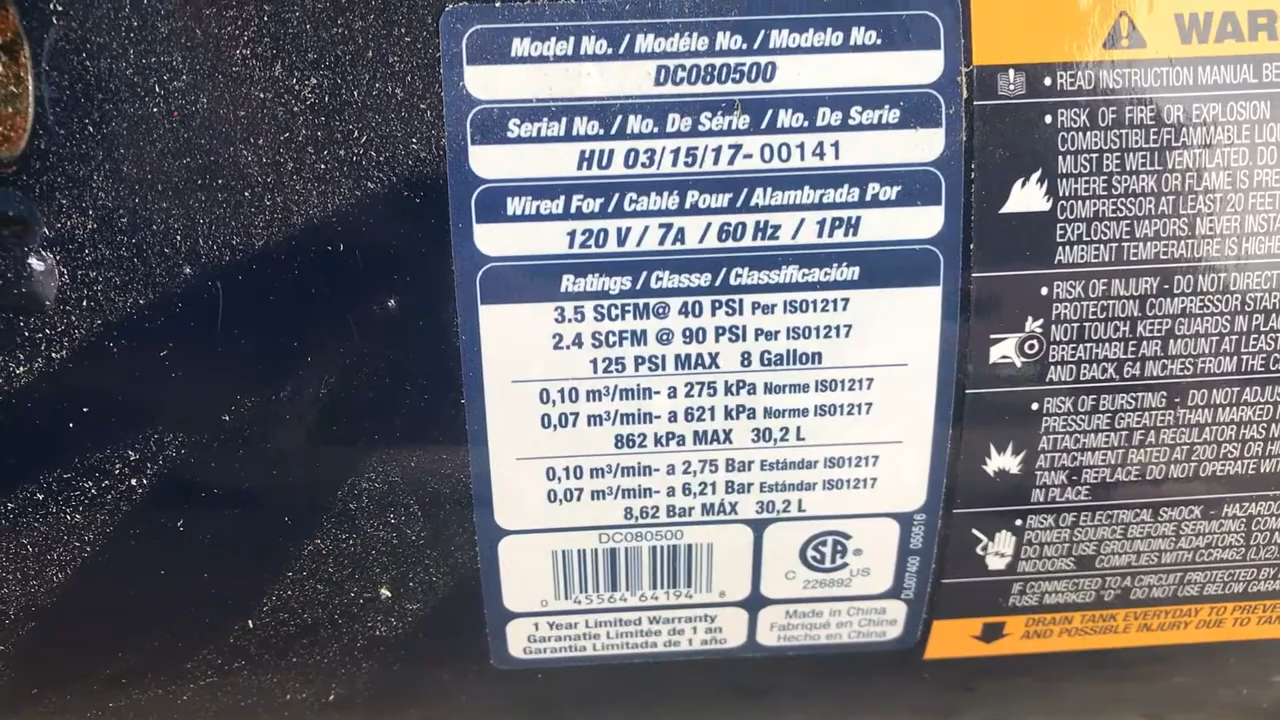 Model No. / Modéle No. / Modelo No.
DC080500
Serial No. / No. De Série / No. De Serie
HU 03/15/17-00141
Wired For / Cablé Pour / Alambrada Por
120 V / 7A / 60 Hz / 1PH
Ratings / Classe / Classificación
3.5 SCFM@ 40 PSI Per ISO1217
2.4 SCFM @ 90 PSI Per ISO1217
125 PSI MAX 8 Gallon
0,10 m³/min- a 275 kPa Norme ISO1217
0,07 m³/min- a 621 kPa Norme ISO1217
862 kPa MAX 30,2 L
0,10 m³/min- a 2,75 Bar Estándar ISO1217
0,07 m³/min- a 6,21 Bar Estándar ISO1217
8,62 Bar MÁX 30,2 L
DC080500
0 45564 64194 8
SA ®
C US
226892
1 Year Limited Warranty
Garanatie Limitée de 1 an
Garantia Limitada de 1 año
Made in China
Fabriqué en Chine
Hecho en China
DL007400 050516
WAR
• READ INSTRUCTION MANUAL BE
• RISK OF FIRE OR EXPLOSION
COMBUSTIBLE/FLAMMABLE LIQ
MUST BE WELL VENTILATED. DO
WHERE SPARK OR FLAME IS PRE
COMPRESSOR AT LEAST 20 FEET
EXPLOSIVE VAPORS. NEVER INSTA
AMBIENT TEMPERATURE IS HIGHE
• RISK OF INJURY - DO NOT DIRECT
PROTECTION. COMPRESSOR STAR
NOT TOUCH. KEEP GUARDS IN PLA
BREATHABLE AIR. MOUNT AT LEAST
AND BACK, 64 INCHES FROM THE C
• RISK OF BURSTING - DO NOT ADJU
PRESSURE GREATER THAN MARKED
ATTACHMENT. IF A REGULATOR HAS N
ATTACHMENT RATED AT 200 PSI OR HI
TANK - REPLACE. DO NOT OPERATE WIT
IN PLACE.
• RISK OF ELECTRICAL SHOCK - HAZARDO
POWER SOURCE BEFORE SERVICING. COM
DO NOT USE GROUNDING ADAPTORS. DO NOT
INDOORS. COMPLIES WITH CCR462 (L)(2)
IF CONNECTED TO A CIRCUIT PROTECTED BY
FUSE MARKED "D" DO NOT USE BELOW GARA
DRAIN TANK EVERYDAY TO PREVE
AND POSSIBLE INJURY DUE TO TAN